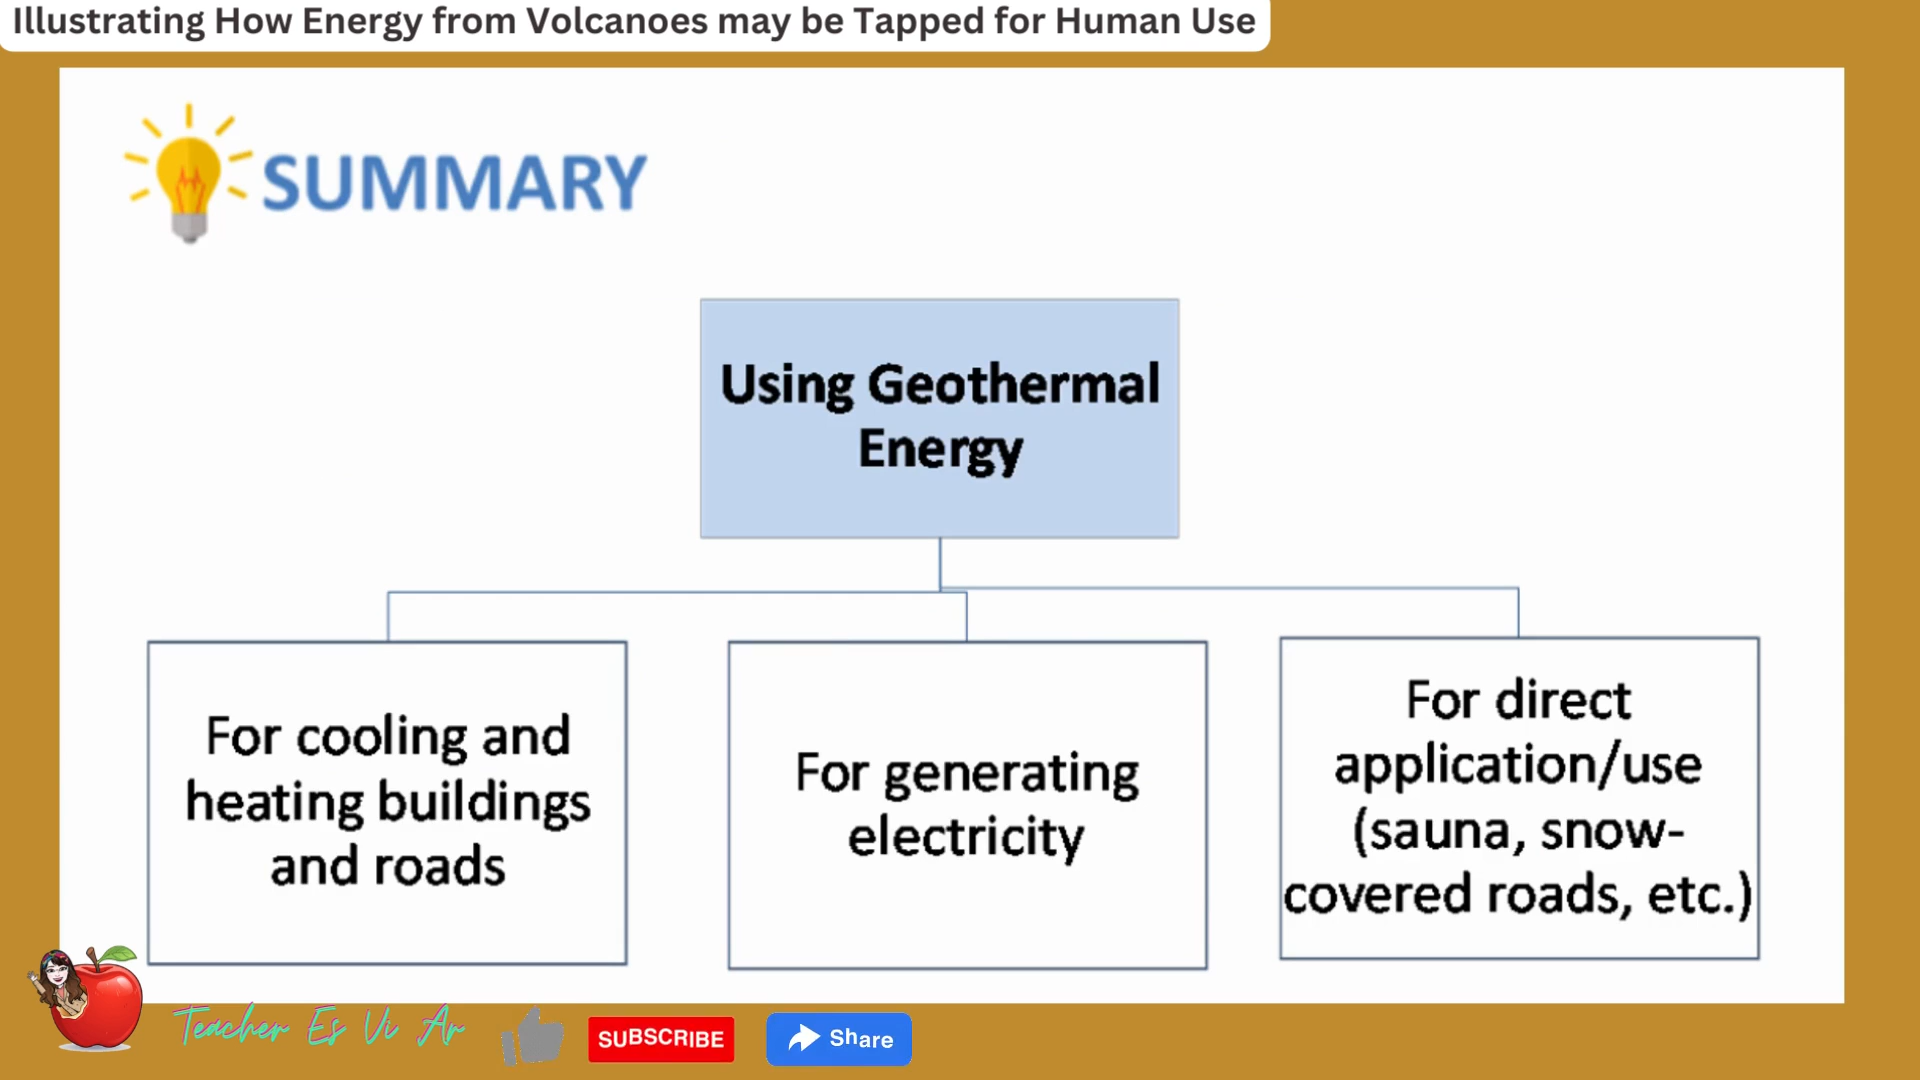 Illustrating How Energy from Volcanoes may be Tapped for Human Use
SUMMARY
Using Geothermal
Energy
For cooling and
heating buildings
and roads
For generating
electricity
For direct
application/use
(sauna, snow-
covered roads, etc.)
Teacher Es Vi Ar
SUBSCRIBE
Share